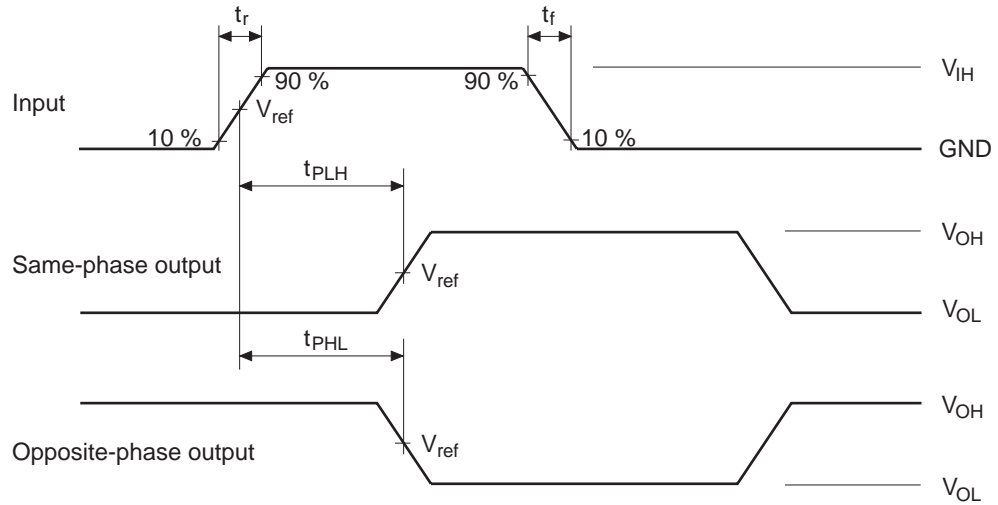 tr tf
90 % 90 % VIH
Input Vref
10 % 10 % GND
tPLH
VOH
Same-phase output Vref
VOL
tPHL
VOH
Opposite-phase output Vref
VOL